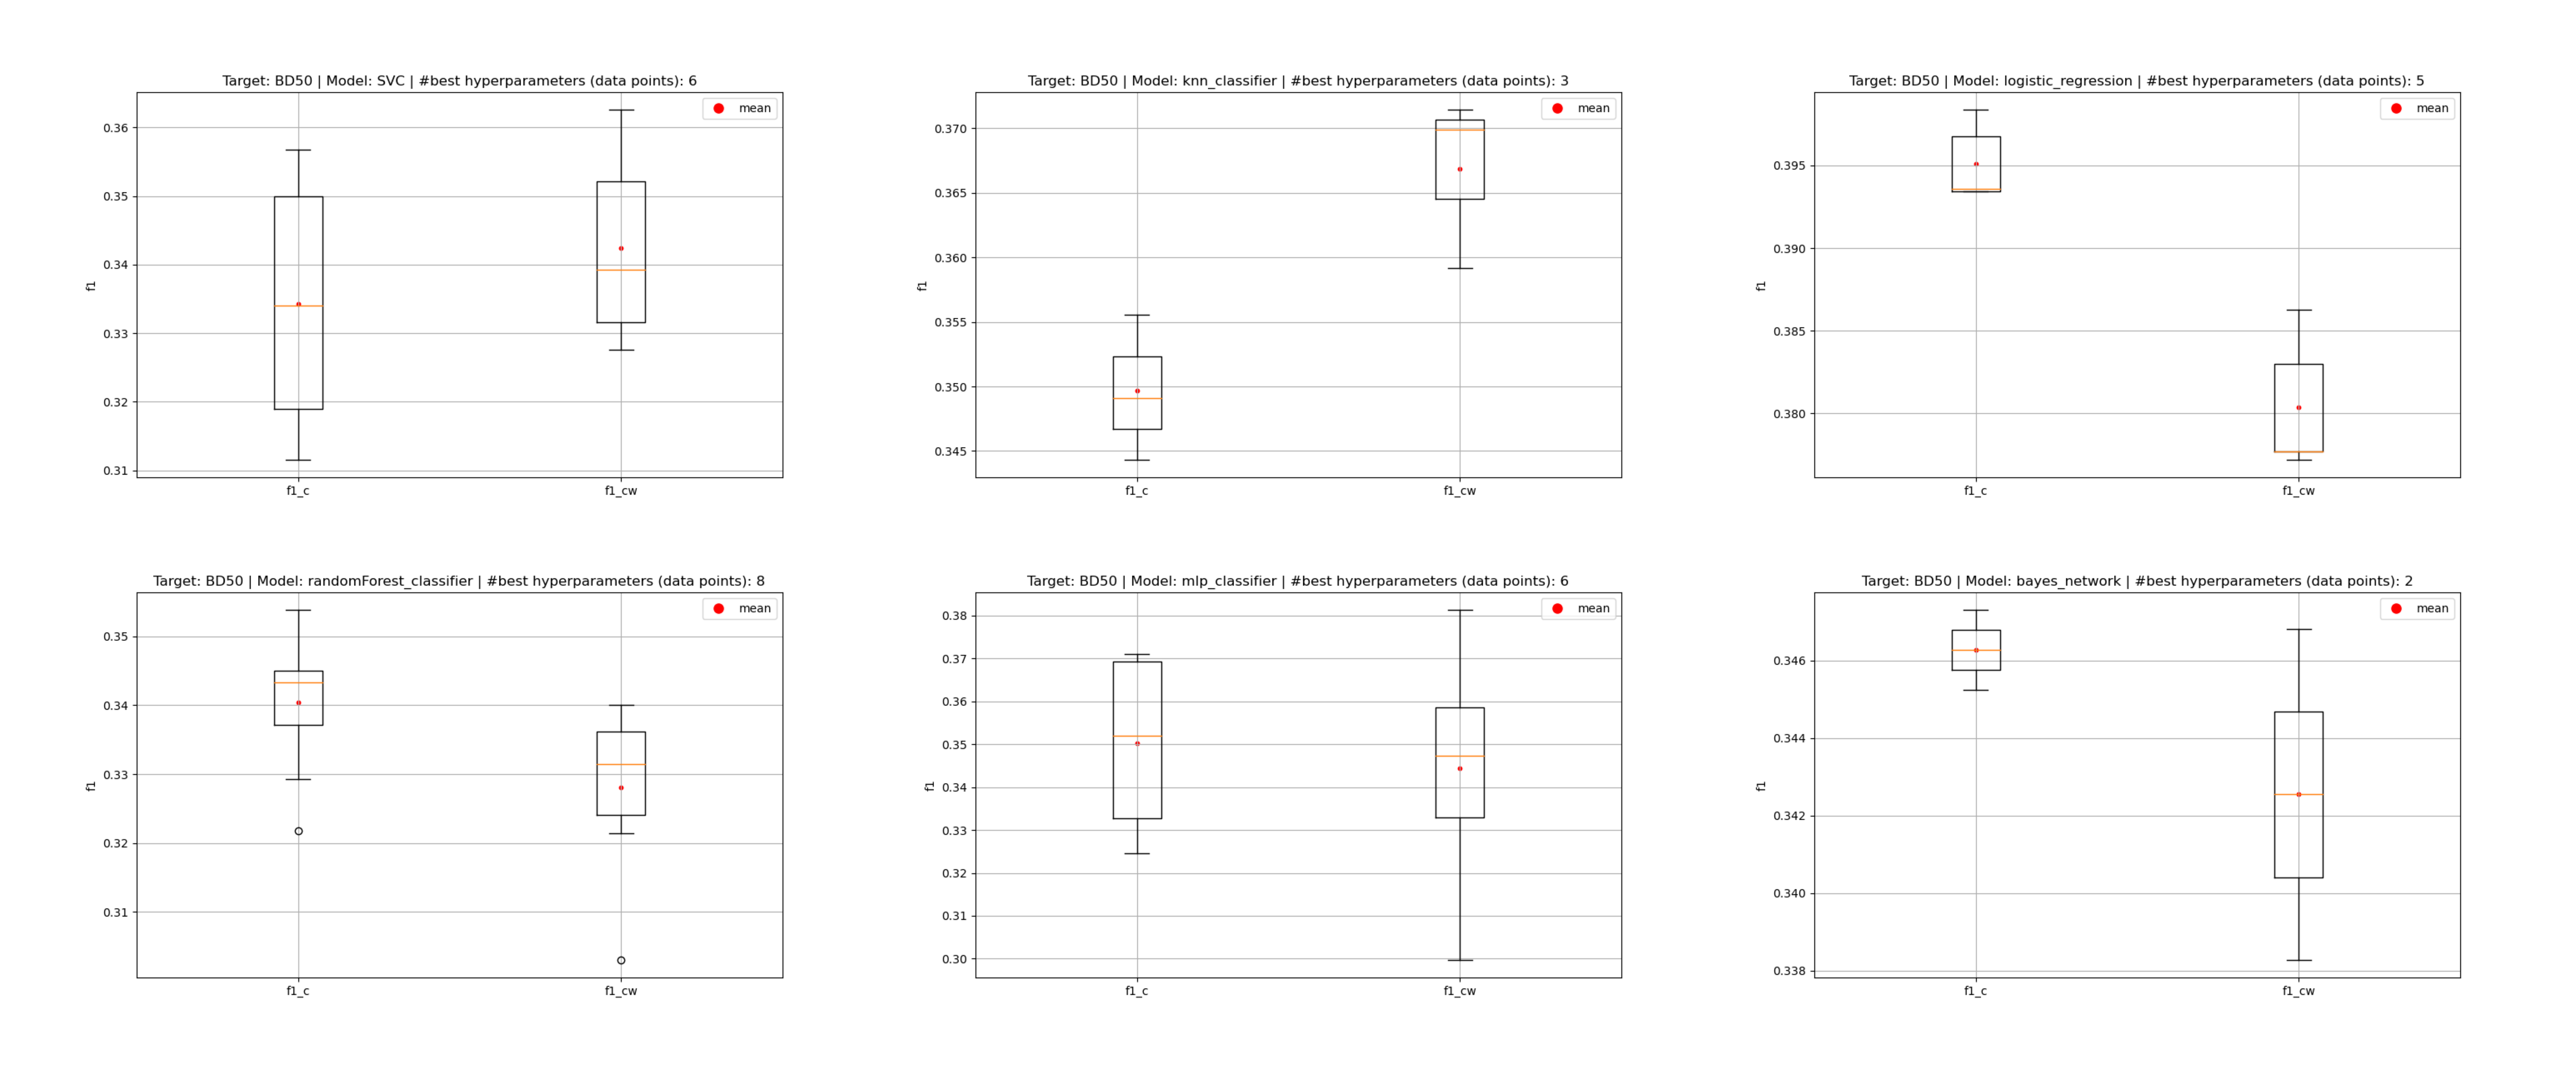 Target: BD50 | Model: SVC | #best hyperparameters (data points): 6
mean
0.36
0.35
0.34
0.33
0.32
0.31
f1
f1_c
f1_cw
Target: BD50 | Model: knn_classifier | #best hyperparameters (data points): 3
mean
0.370
0.365
0.360
0.355
0.350
0.345
f1
f1_c
f1_cw
Target: BD50 | Model: logistic_regression | #best hyperparameters (data points): 5
mean
0.395
0.390
0.385
0.380
f1
f1_c
f1_cw
Target: BD50 | Model: randomForest_classifier | #best hyperparameters (data points): 8
mean
0.35
0.34
0.33
0.32
0.31
f1
f1_c
f1_cw
Target: BD50 | Model: mlp_classifier | #best hyperparameters (data points): 6
mean
0.38
0.37
0.36
0.35
0.34
0.33
0.32
0.31
0.30
f1
f1_c
f1_cw
Target: BD50 | Model: bayes_network | #best hyperparameters (data points): 2
mean
0.346
0.344
0.342
0.340
0.338
f1
f1_c
f1_cw